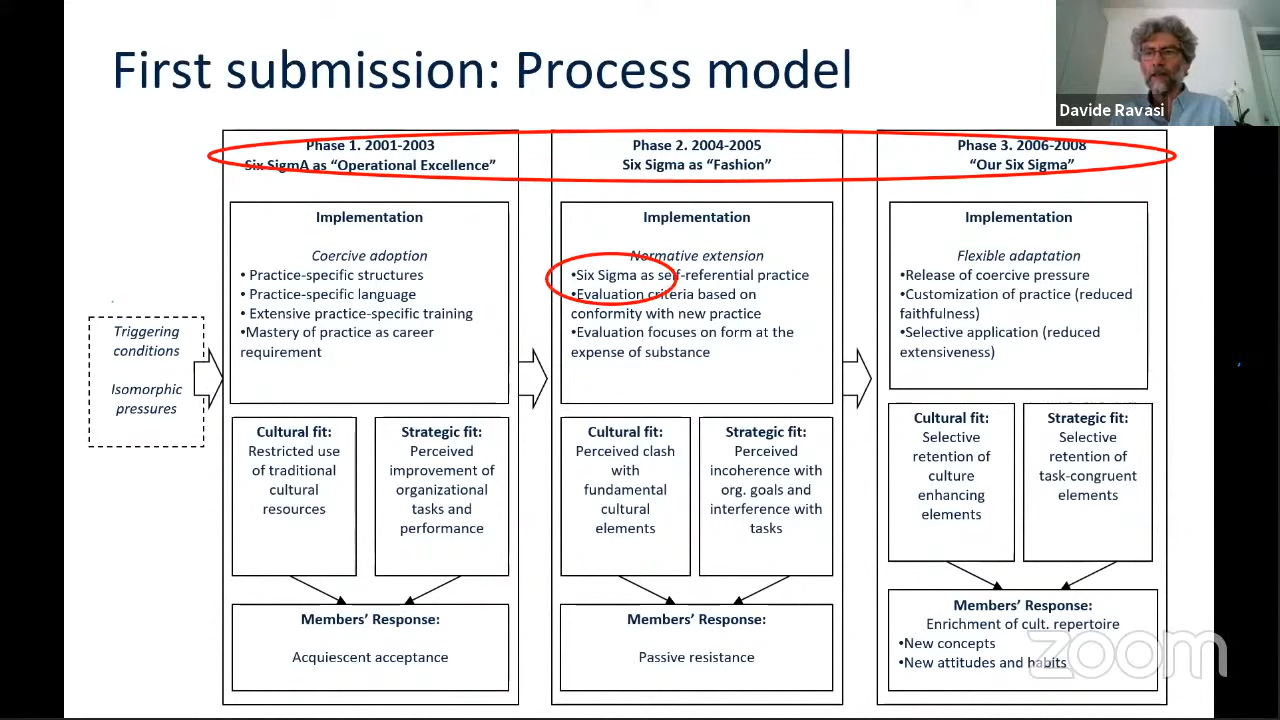 First submission: Process model
Davide Ravasi
Phase 1. 2001-2003
Six SigmA as “Operational Excellence”
Implementation
Coercive adoption
• Practice-specific structures
• Practice-specific language
• Extensive practice-specific training
• Mastery of practice as career
requirement
Triggering
conditions
Isomorphic
pressures
Cultural fit:
Restricted use
of traditional
cultural
resources
Strategic fit:
Perceived
improvement of
organizational
tasks and
performance
Members’ Response:
Acquiescent acceptance
Phase 2. 2004-2005
Six Sigma as “Fashion”
Implementation
Normative extension
•Six Sigma as self-referential practice
•Evaluation criteria based on
conformity with new practice
•Evaluation focuses on form at the
expense of substance
Cultural fit:
Perceived clash
with
fundamental
cultural
elements
Strategic fit:
Perceived
incoherence with
org. goals and
interference with
tasks
Members’ Response:
Passive resistance
Phase 3. 2006-2008
“Our Six Sigma”
Implementation
Flexible adaptation
•Release of coercive pressure
•Customization of practice (reduced
faithfulness)
•Selective application (reduced
extensiveness)
Cultural fit:
Selective
retention of
culture
enhancing
elements
Strategic fit:
Selective
retention of
task-congruent
elements
Members’ Response:
Enrichment of cult. repertoire
•New concepts
•New attitudes and habits
zoom